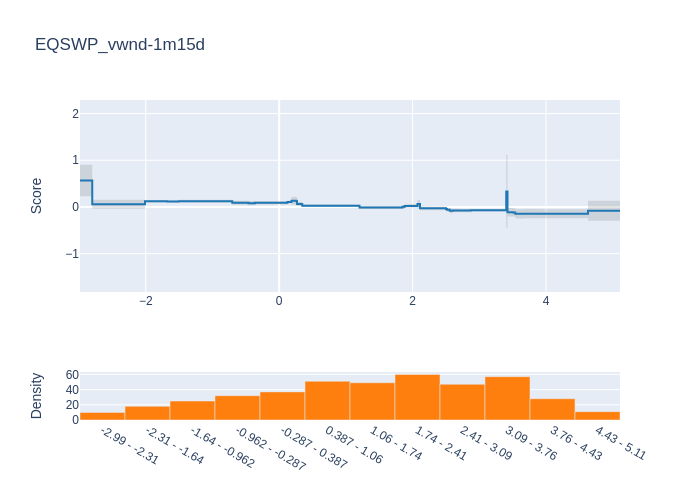 EQSWP_vwnd-1m15d
Score
2
1
0
−1
−2
0
2
4
Density
60
40
20
0
-2.99 - -2.31
-2.31 - -1.64
-1.64 - -0.962
-0.962 - -0.287
-0.287 - 0.387
0.387 - 1.06
1.06 - 1.74
1.74 - 2.41
2.41 - 3.09
3.09 - 3.76
3.76 - 4.43
4.43 - 5.11